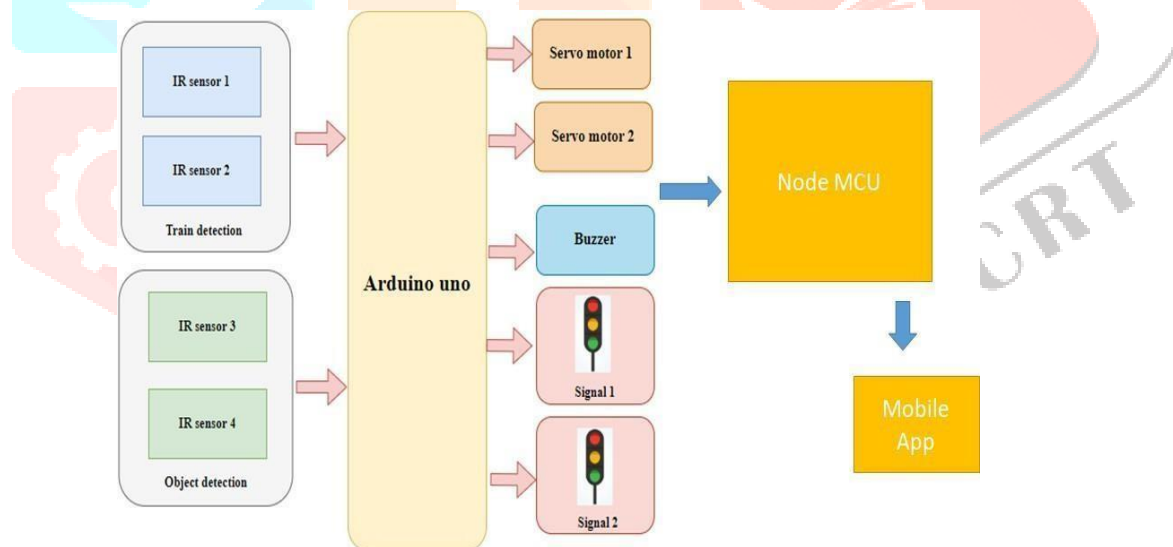 IR sensor 1
IR sensor 2
Train detection
IR sensor 3
IR sensor 4
Object detection
Arduino uno
Servo motor 1
Servo motor 2
Buzzer
Signal 1
Signal 2
Node MCU
Mobile
App
CRT